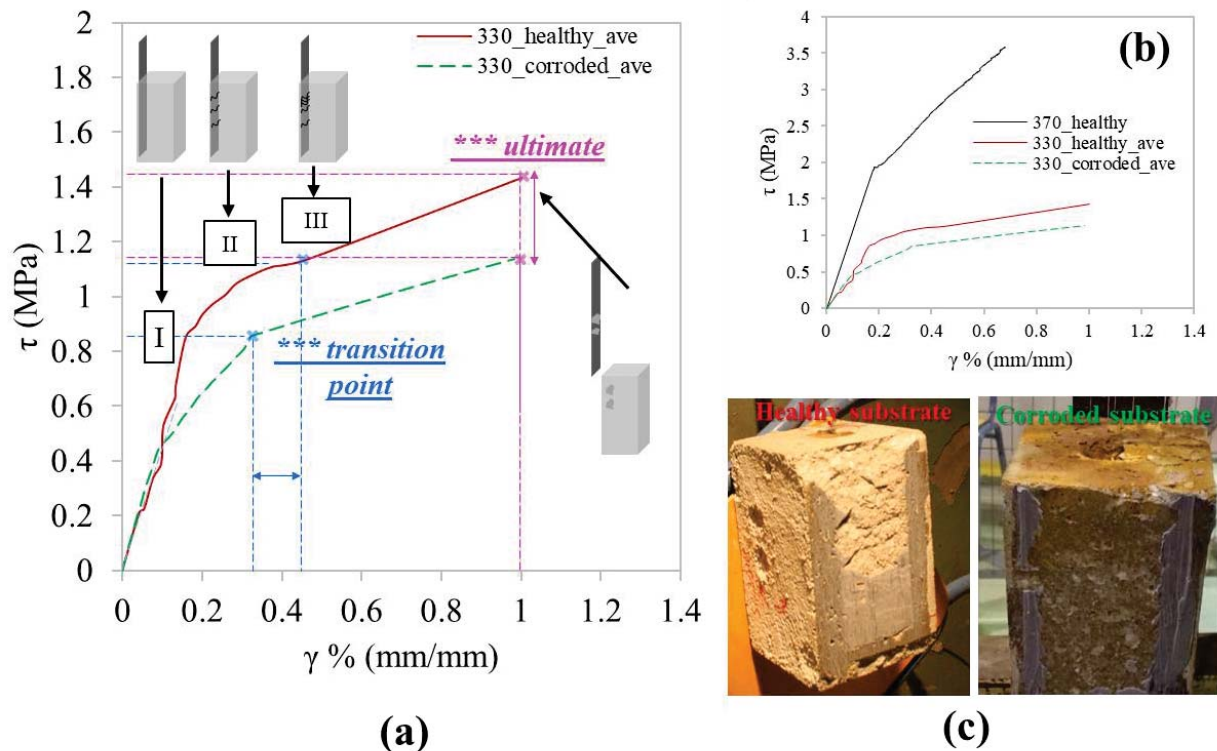 2
1.8
1.6
1.4
1.2
1
0.8
0.6
0.4
0.2
0
τ (MPa)
330_healthy_ave
330_corroded_ave
*** ultimate
III
II
I
*** transition
point
0 0.2 0.4 0.6 0.8 1 1.2 1.4
γ % (mm/mm)
(a)
(b)
4
3.5
3
2.5
2
1.5
1
0.5
0
τ (MPa)
370_healthy
330_healthy_ave
330_corroded_ave
0 0.2 0.4 0.6 0.8 1 1.2 1.4
γ % (mm/mm)
Healthy substrate
Corroded substrate
(c)